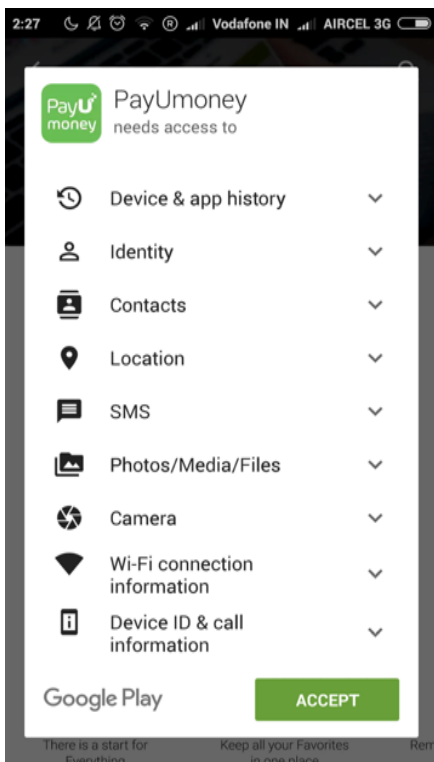 2:27 R Vodafone IN AIRCEL 3G
PayU
money
PayUmoney
needs access to
Device & app history
Identity
Contacts
Location
SMS
Photos/Media/Files
Camera
Wi-Fi connection
information
Device ID & call
information
Google Play
ACCEPT
There is a start for Keep all your Favorites Rem
Everything in one place